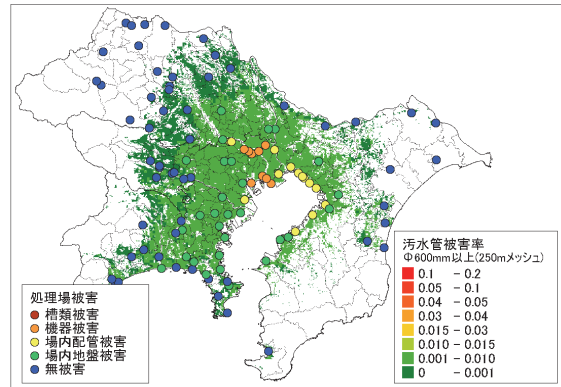 処理場被害
槽類被害
機器被害
場内配管被害
場内地盤被害
無被害
汚水管被害率
Φ600mm以上(250mメッシュ)
0.1 - 0.2
0.05 - 0.1
0.04 - 0.05
0.03 - 0.04
0.015 - 0.03
0.010 - 0.015
0.001 - 0.010
0 - 0.001